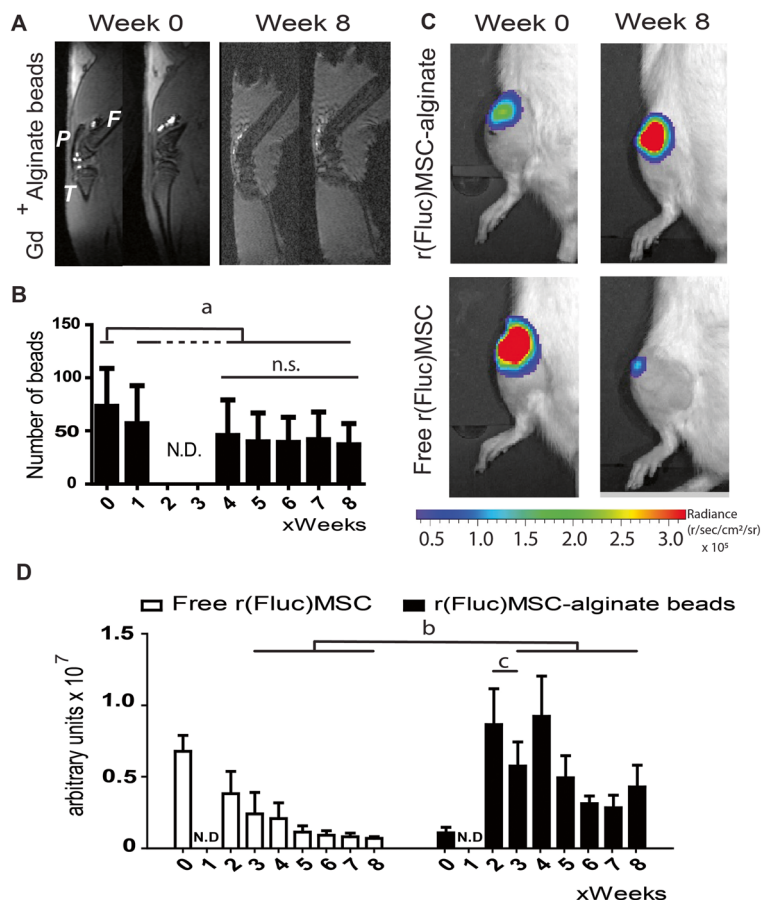 A
Week 0
Week 8
Gd + Alginate beads
P
F
T
B
Number of beads
150
100
50
0
a
n.s.
N.D.
0 1 2 3 4 5 6 7 8
xWeeks
C
Week 0
Week 8
r(Fluc)MSC-alginate
Free r(Fluc)MSC
0.5 1.0 1.5 2.0 2.5 3.0
Radiance
(r/sec/cm²/sr)
x 10⁵
D
Free r(Fluc)MSC
r(Fluc)MSC-alginate beads
arbitrary units x 10⁷
1.5
1.0
0.5
0
b
c
N.D
N.D
0 1 2 3 4 5 6 7 8
0 1 2 3 4 5 6 7 8
xWeeks